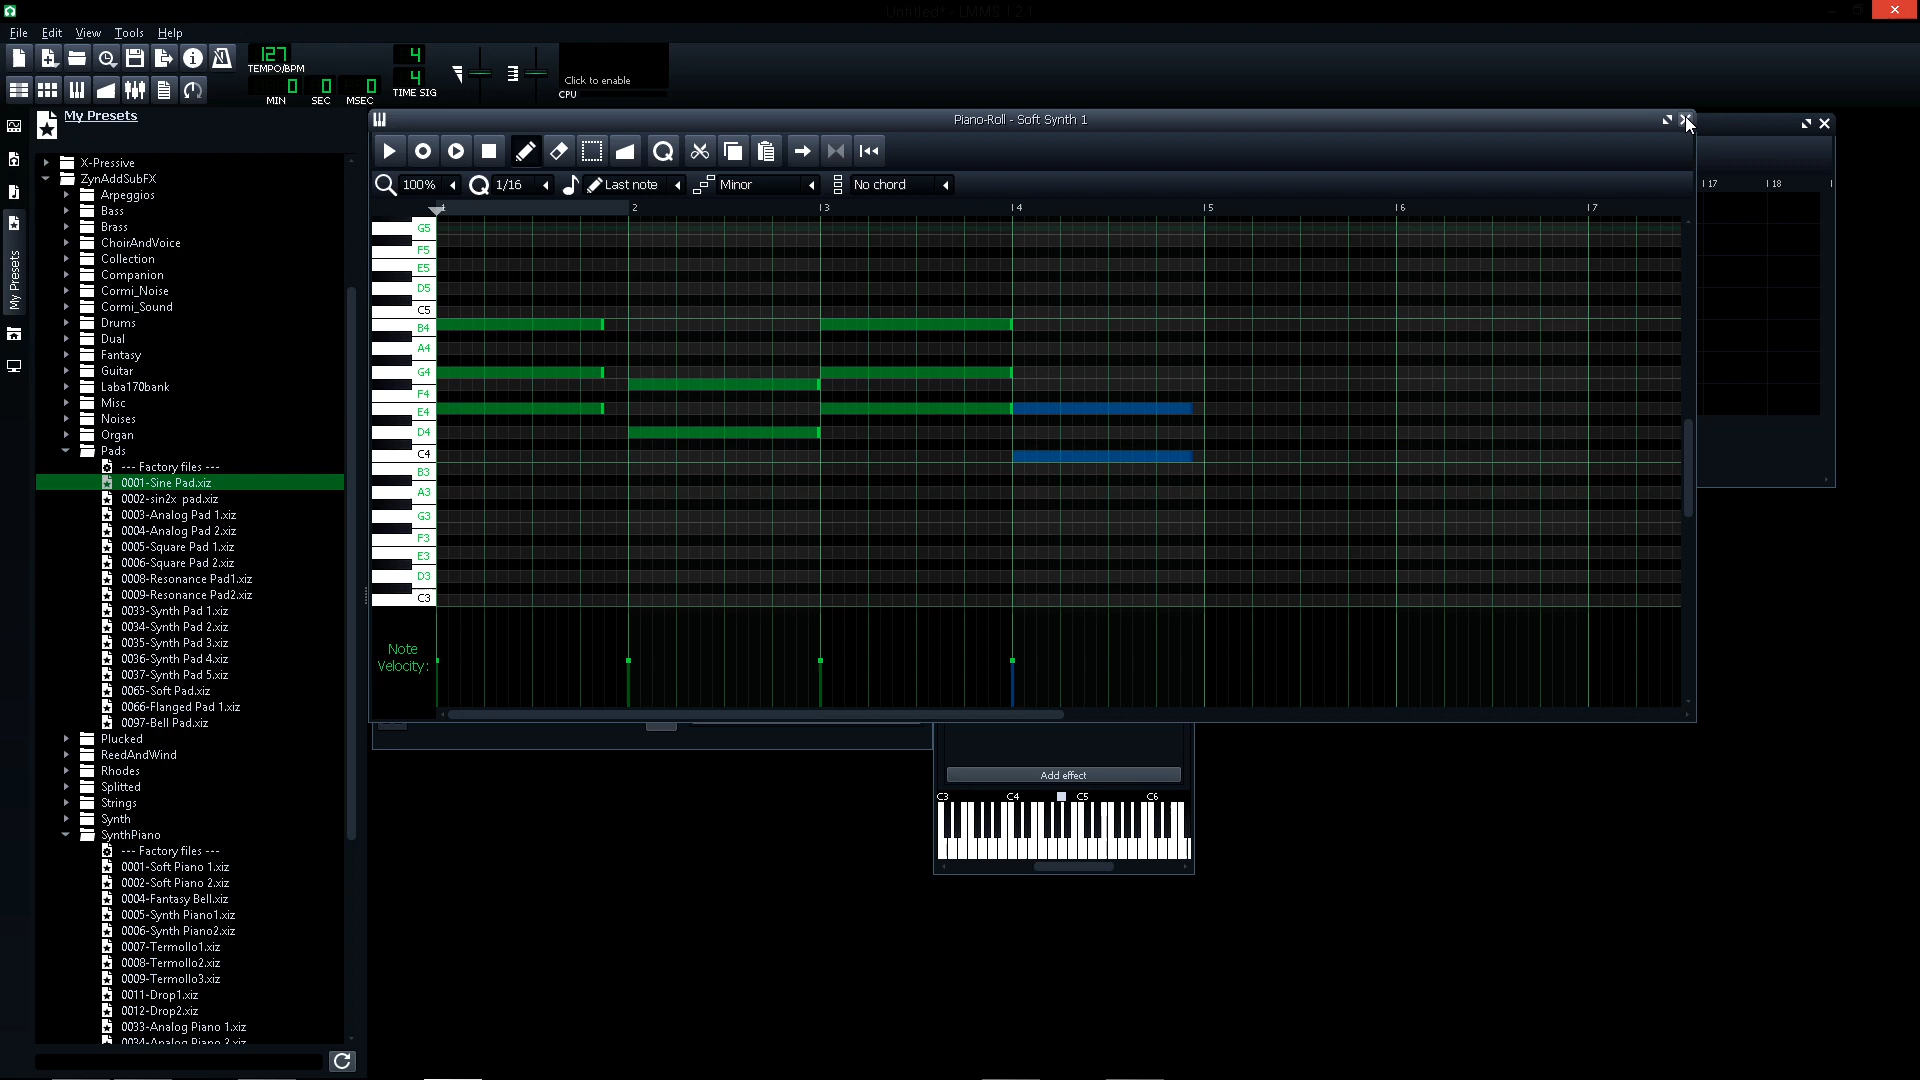 Untitled* - LMMS 1.2.1
File Edit View Tools Help
127
TEMPO/BPM
0 0 0
MIN SEC MSEC
4
4
TIME SIG
Click to enable
CPU
My Presets
My Presets
X-Pressive
ZynAddSubFX
Arpeggios
Bass
Brass
ChoirAndVoice
Collection
Companion
Cormi_Noise
Cormi_Sound
Drums
Dual
Fantasy
Guitar
Laba170bank
Misc
Noises
Organ
Pads
--- Factory files ---
0001-Sine Pad.xiz
0002-sin2x pad.xiz
0003-Analog Pad 1.xiz
0004-Analog Pad 2.xiz
0005-Square Pad 1.xiz
0006-Square Pad 2.xiz
0008-Resonance Pad1.xiz
0009-Resonance Pad2.xiz
0033-Synth Pad 1.xiz
0034-Synth Pad 2.xiz
0035-Synth Pad 3.xiz
0036-Synth Pad 4.xiz
0037-Synth Pad 5.xiz
0065-Soft Pad.xiz
0066-Flanged Pad 1.xiz
0097-Bell Pad.xiz
Plucked
ReedAndWind
Rhodes
Splitted
Strings
Synth
SynthPiano
--- Factory files ---
0001-Soft Piano 1.xiz
0002-Soft Piano 2.xiz
0004-Fantasy Bell.xiz
0005-Synth Piano1.xiz
0006-Synth Piano2.xiz
0007-Termollo1.xiz
0008-Termollo2.xiz
0009-Termollo3.xiz
0011-Drop1.xiz
0012-Drop2.xiz
0033-Analog Piano 1.xiz
0034-Analog Piano 2.xiz
Piano-Roll - Soft Synth 1
100% 1/16 Last note Minor No chord
1 2 3 4 5 6 7
G5
F5
E5
D5
C5
B4
A4
G4
F4
E4
D4
C4
B3
A3
G3
F3
E3
D3
C3
Note
Velocity:
17 18
Add effect
C3 C4 C5 C6